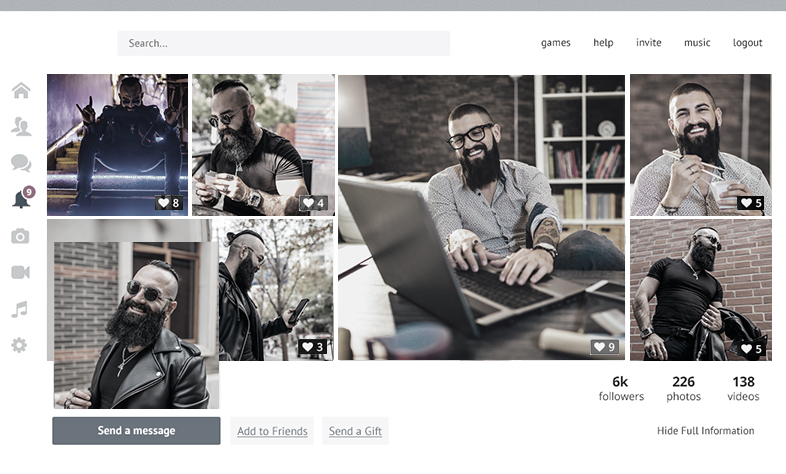 Search...
games help invite music logout
8
4
5
9
3
9
5
6k 226 138
followers photos videos
Send a message Add to Friends Send a Gift Hide Full Information